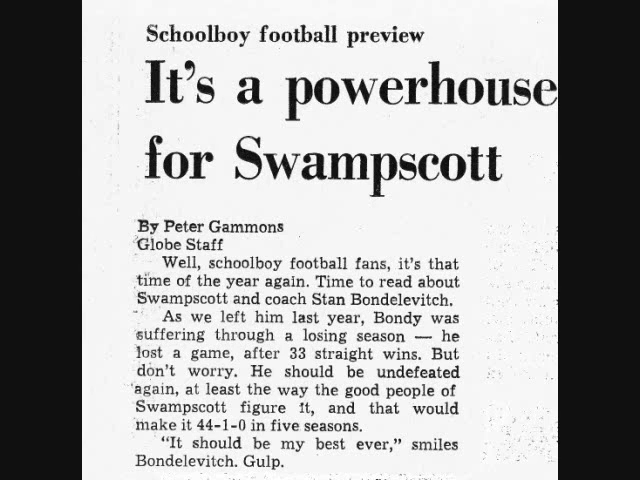 Schoolboy football preview
It's a powerhouse
for Swampscott
By Peter Gammons
Globe Staff
Well, schoolboy football fans, it's that
time of the year again. Time to read about
Swampscott and coach Stan Bondelevitch.
As we left him last year, Bondy was
suffering through a losing season — he
lost a game, after 33 straight wins. But
don't worry. He should be undefeated
again, at least the way the good people of
Swampscott figure it, and that would
make it 44-1-0 in five seasons.
"It should be my best ever," smiles
Bondelevitch. Gulp.